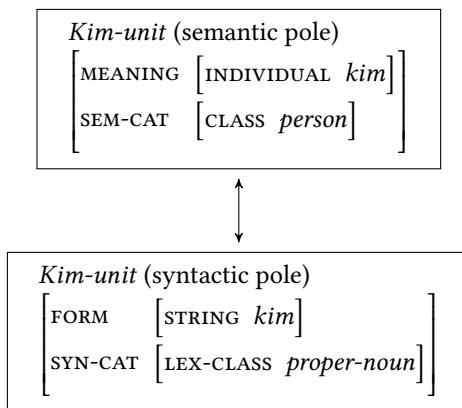 Kim-unit (semantic pole)
MEANING [INDIVIDUAL kim]
SEM-CAT [CLASS person]
Kim-unit (syntactic pole)
FORM [STRING kim]
SYN-CAT [LEX-CLASS proper-noun]